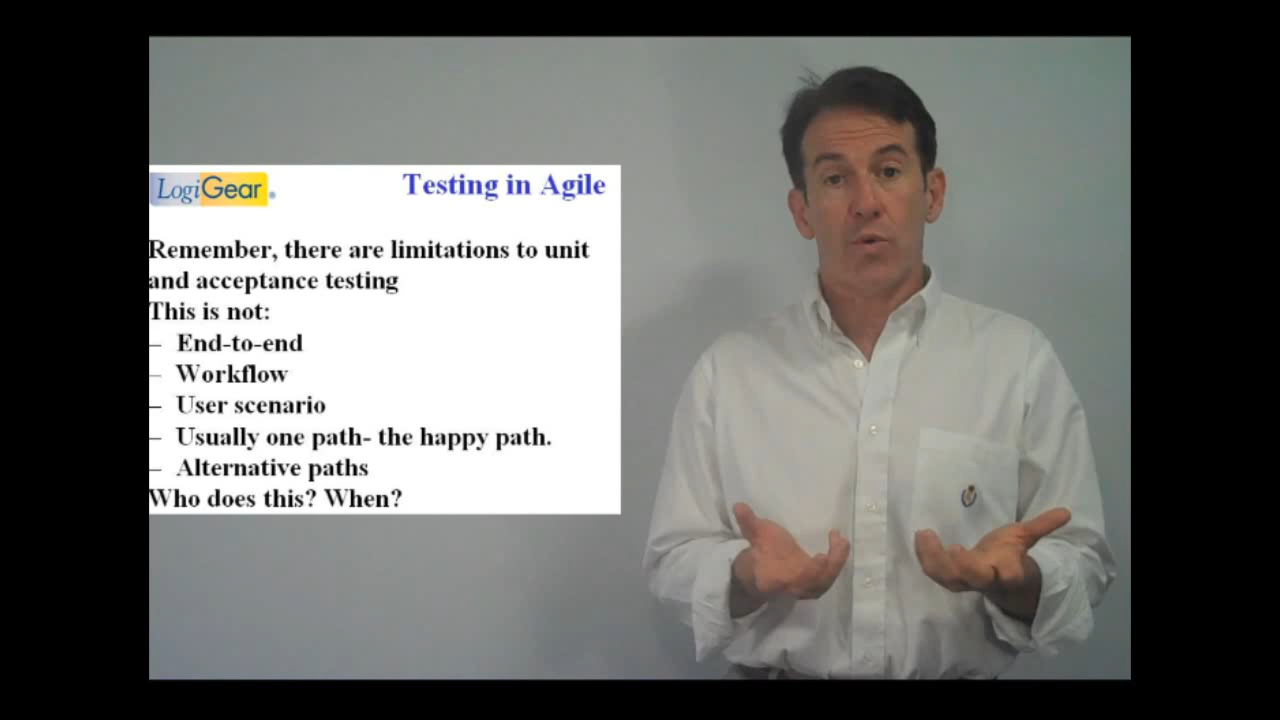 LogiGear®
Testing in Agile
Remember, there are limitations to unit
and acceptance testing
This is not:
– End-to-end
– Workflow
– User scenario
– Usually one path- the happy path.
– Alternative paths
Who does this? When?